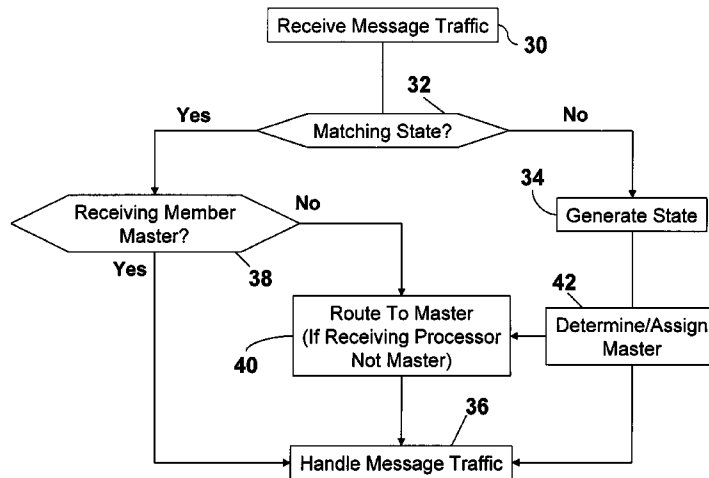 Receive Message Traffic
30
32
Yes
Matching State?
No
34
Generate State
Receiving Member
Master?
No
Yes
38
42
Route To Master
(If Receiving Processor
Not Master)
40
Determine/Assign
Master
36
Handle Message Traffic